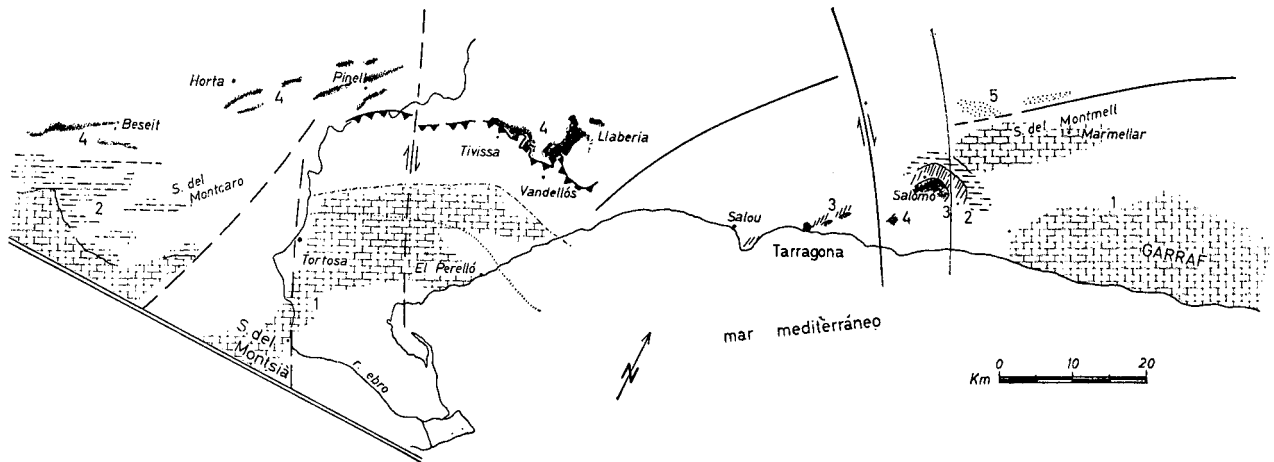 Horta
Pinell
4
5
Beseit
4
4
Llaberia
Tivissa
S. del Montmell
Marmellar
S. del
Montcaro
Vandellós
2
Salomó
3
2
3
4
1
Salou
Tarragona
GARRAF
Tortosa
El Perelló
1
mar mediterráneo
S. del
Montsià
r. ebro
N
Km
0 10 20